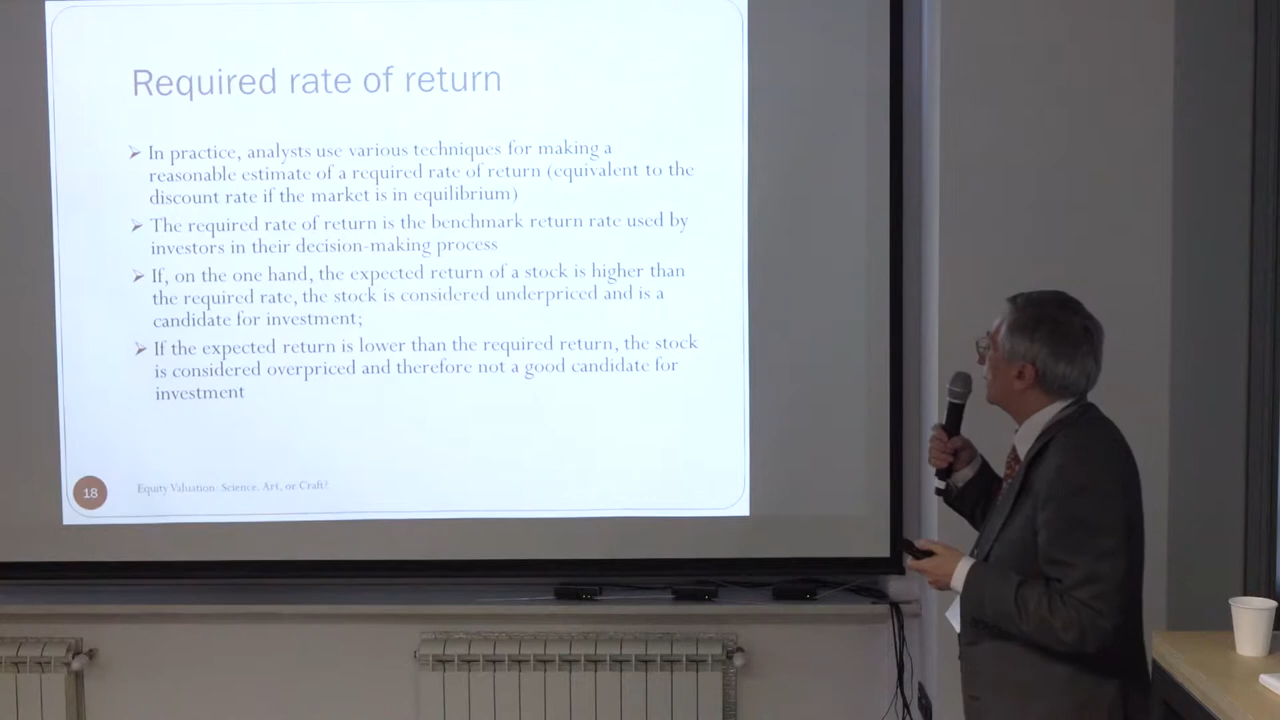 Required rate of return
In practice, analysts use various techniques for making a
reasonable estimate of a required rate of return (equivalent to the
discount rate if the market is in equilibrium)
The required rate of return is the benchmark return rate used by
investors in their decision-making process
If, on the one hand, the expected return of a stock is higher than
the required rate, the stock is considered underpriced and is a
candidate for investment;
If the expected return is lower than the required return, the stock
is considered overpriced and therefore not a good candidate for
investment
18
Equity Valuation: Science, Art, or Craft?